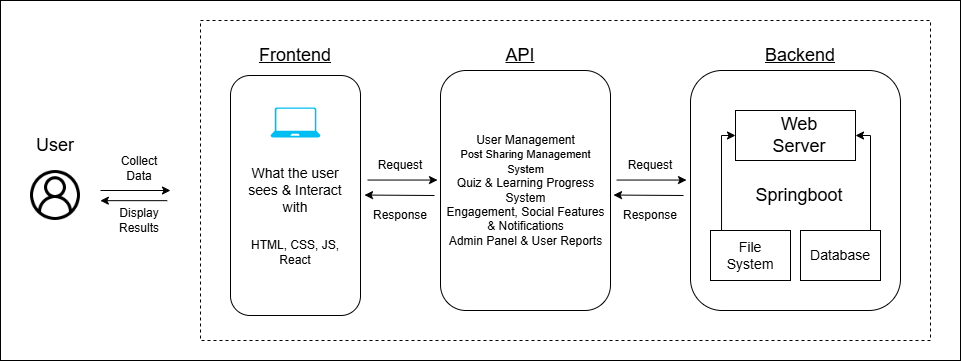 Frontend
API
Backend
User
Collect
Data
Display
Results
What the user
sees & Interact
with
HTML, CSS, JS,
React
Request
Response
User Management
Post Sharing Management
System
Quiz & Learning Progress
System
Engagement, Social Features
& Notifications
Admin Panel & User Reports
Request
Response
Web
Server
Springboot
File
System
Database